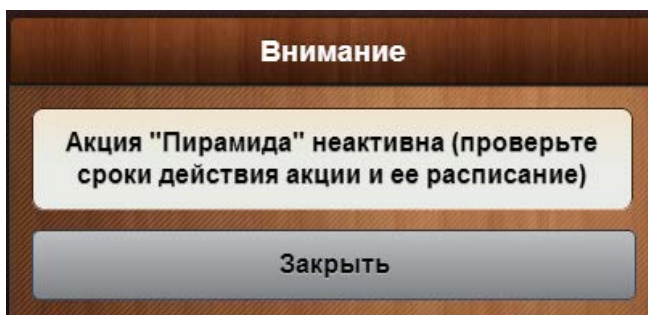 Внимание
Акция "Пирамида" неактивна (проверьте
сроки действия акции и ее расписание)
Закрыть